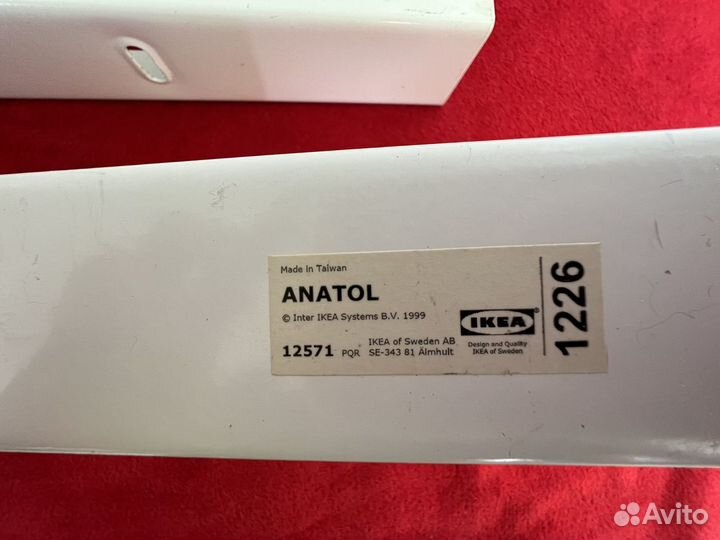 Made in Taiwan
ANATOL
© Inter IKEA Systems B.V. 1999
12571 PQR
IKEA of Sweden AB
SE-343 81 Älmhult
IKEA®
Design and Quality
IKEA of Sweden
1226
Avito